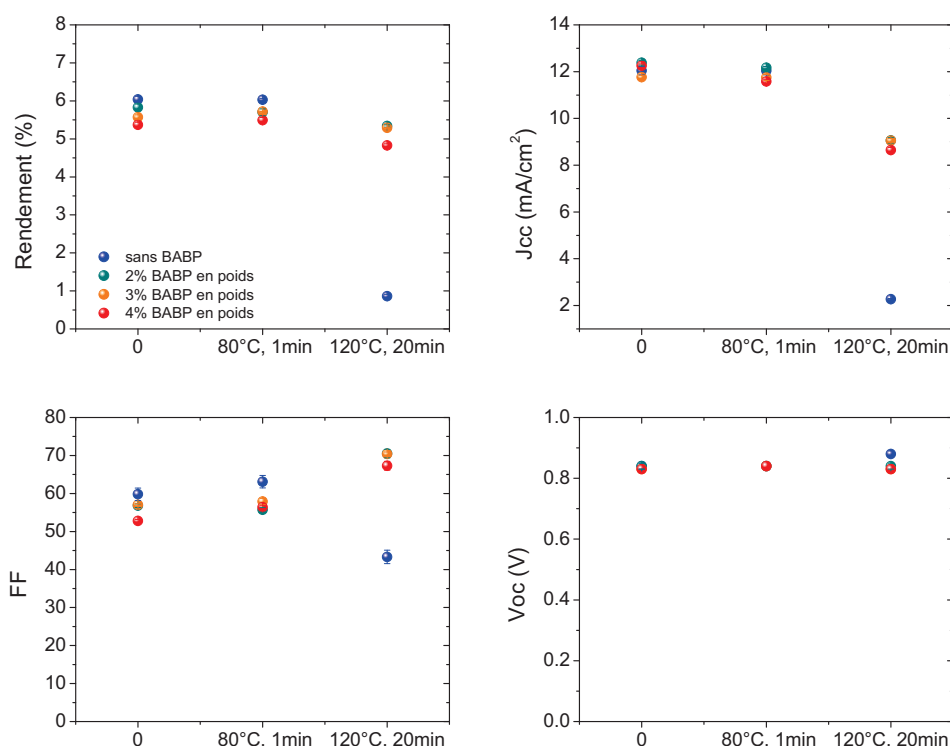 8
7
6
5
4
3
2
1
0
Rendement (%)
sans BABP
2% BABP en poids
3% BABP en poids
4% BABP en poids
0
80°C, 1min
120°C, 20min
14
12
10
8
6
4
2
Jcc (mA/cm²)
0
80°C, 1min
120°C, 20min
80
70
60
50
40
30
20
10
0
FF
0
80°C, 1min
120°C, 20min
1.0
0.8
0.6
0.4
0.2
0.0
Voc (V)
0
80°C, 1min
120°C, 20min